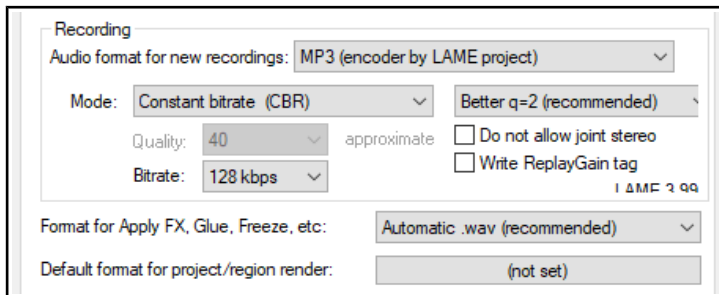 Recording
Audio format for new recordings: MP3 (encoder by LAME project)
Mode: Constant bitrate (CBR) Better q=2 (recommended)
Quality: 40 approximate Do not allow joint stereo
Write ReplayGain tag
Bitrate: 128 kbps
LAME 3.99
Format for Apply FX, Glue, Freeze, etc: Automatic .wav (recommended)
Default format for project/region render: (not set)